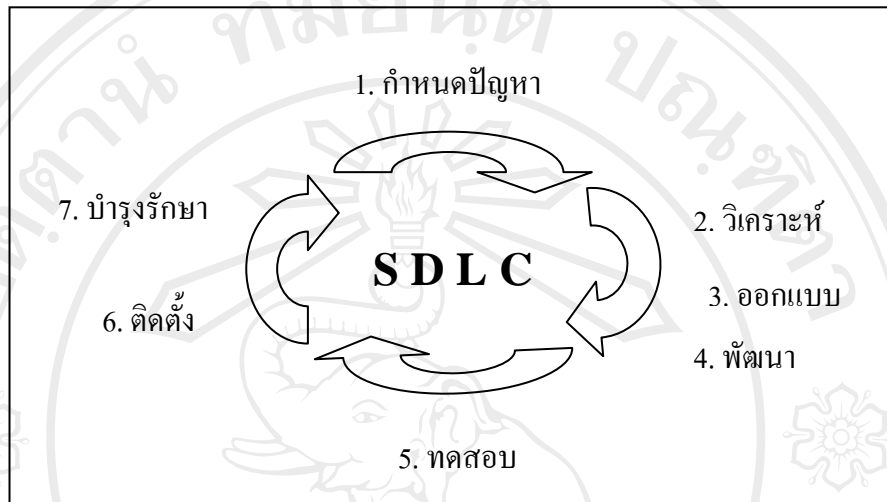 1. กำหนดปัญหา
2. วิเคราะห์
3. ออกแบบ
4. พัฒนา
5. ทดสอบ
6. ติดตั้ง
7. บำรุงรักษา
S D L C